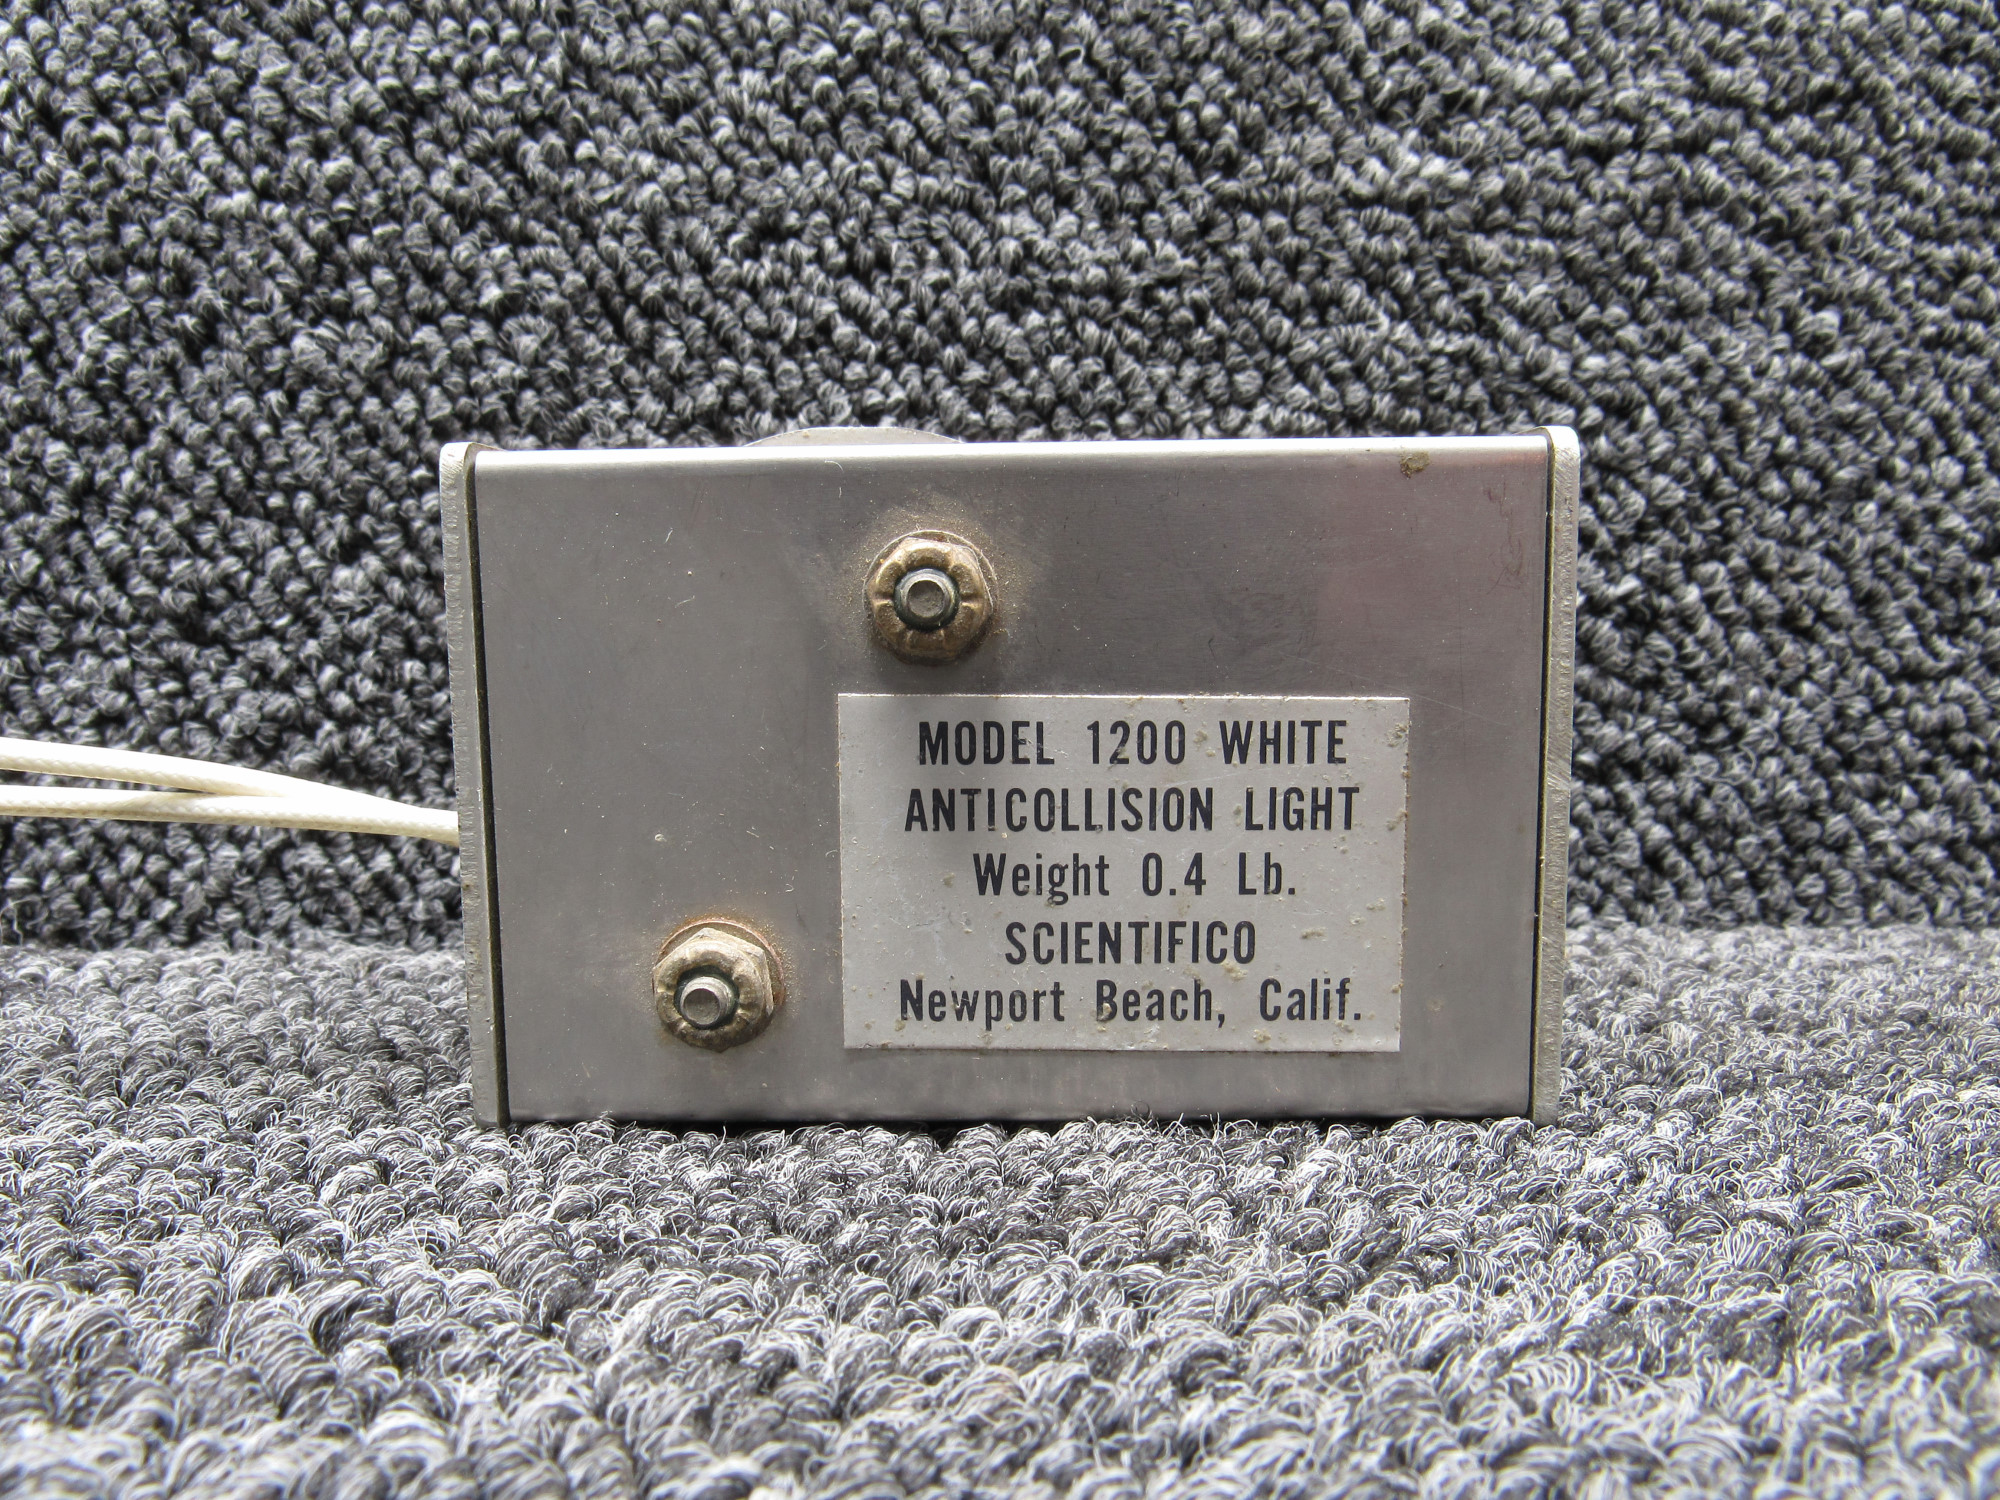 MODEL 1200 WHITE
ANTICOLLISION LIGHT
Weight 0.4 Lb.
SCIENTIFICO
Newport Beach, Calif.